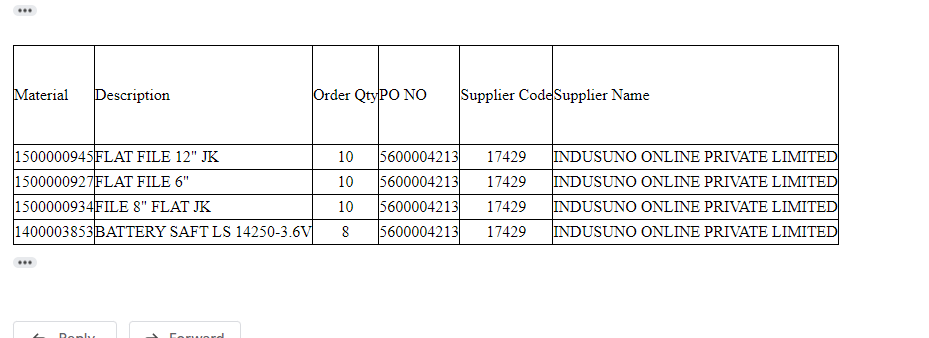 Material Description Order Qty PO NO Supplier Code Supplier Name
1500000945 FLAT FILE 12" JK 10 5600004213 17429 INDUSUNO ONLINE PRIVATE LIMITED
1500000927 FLAT FILE 6" 10 5600004213 17429 INDUSUNO ONLINE PRIVATE LIMITED
1500000934 FILE 8" FLAT JK 10 5600004213 17429 INDUSUNO ONLINE PRIVATE LIMITED
1400003853 BATTERY SAFT LS 14250-3.6V 8 5600004213 17429 INDUSUNO ONLINE PRIVATE LIMITED
Reply Forward